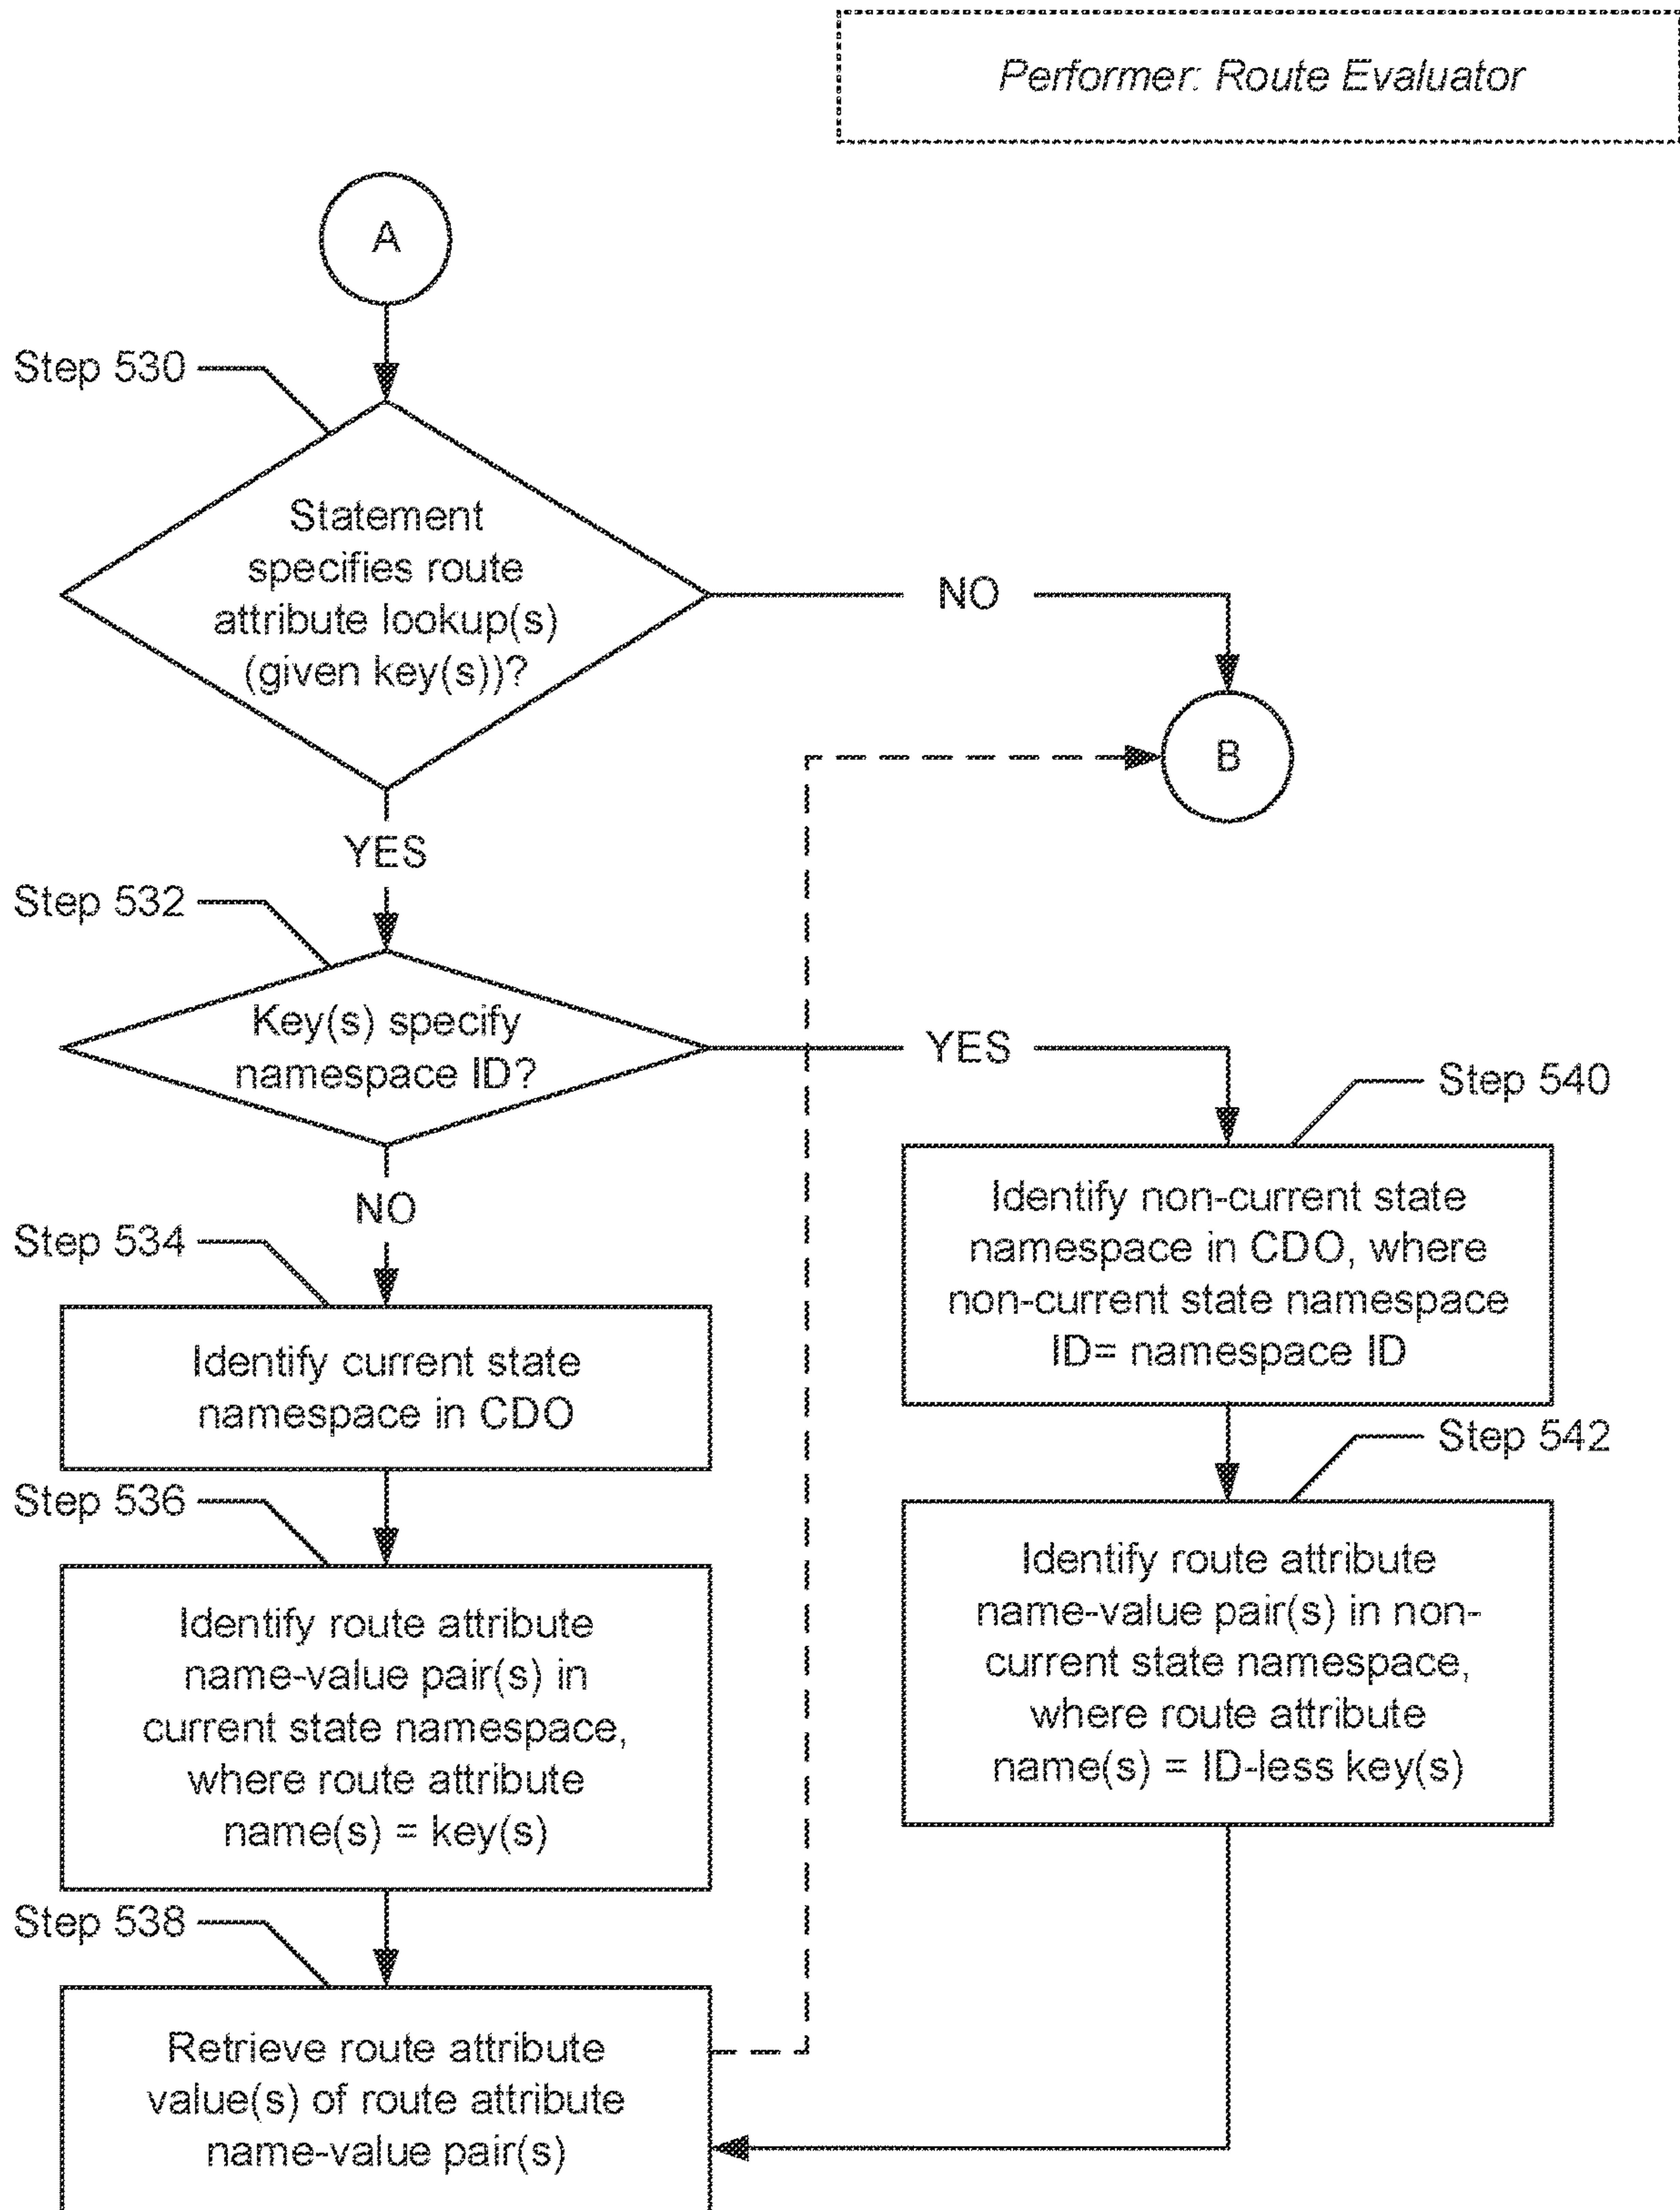 Performer: Route Evaluator
A
Step 530
Statement
specifies route
attribute lookup(s)
(given key(s))?
NO
B
YES
Step 532
Key(s) specify
namespace ID?
YES
Step 540
Identify non-current state
namespace in CDO, where
non-current state namespace
ID= namespace ID
NO
Step 534
Identify current state
namespace in CDO
Step 542
Identify route attribute
name-value pair(s) in non-
current state namespace,
where route attribute
name(s) = ID-less key(s)
Step 536
Identify route attribute
name-value pair(s) in
current state namespace,
where route attribute
name(s) = key(s)
Step 538
Retrieve route attribute
value(s) of route attribute
name-value pair(s)